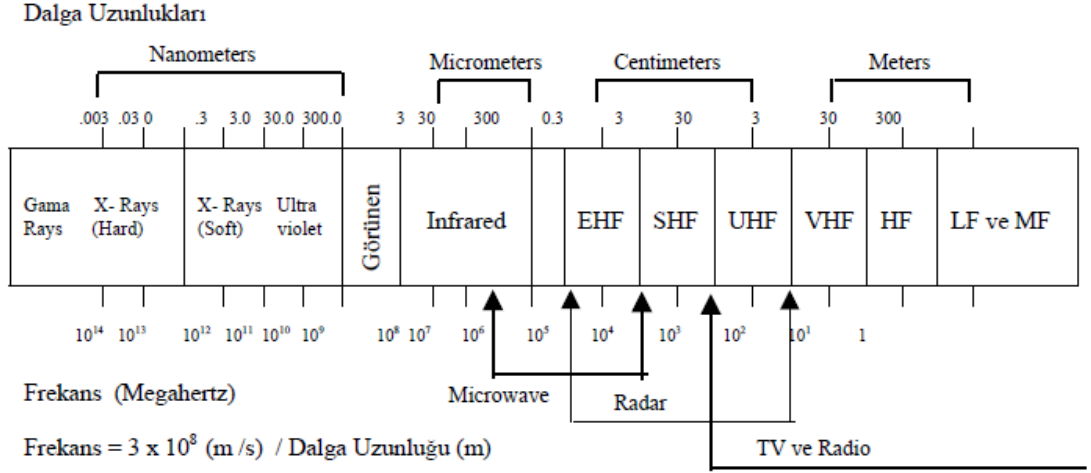 Dalga Uzunlukları
Nanometers Micrometers Centimeters Meters
.003 .03 0 .3 3.0 30.0 300.0 3 30 300 0.3 3 30 3 30 300
Gama Rays
X- Rays (Hard)
X- Rays (Soft)
Ultra violet
Görünen
Infrared
EHF
SHF
UHF
VHF
HF
LF ve MF
10¹⁴ 10¹³ 10¹² 10¹¹ 10¹⁰ 10⁹ 10⁸ 10⁷ 10⁶ 10⁵ 10⁴ 10³ 10² 10¹ 1
Frekans (Megahertz)
Microwave
Radar
Frekans = 3 x 10⁸ (m /s) / Dalga Uzunluğu (m)
TV ve Radio